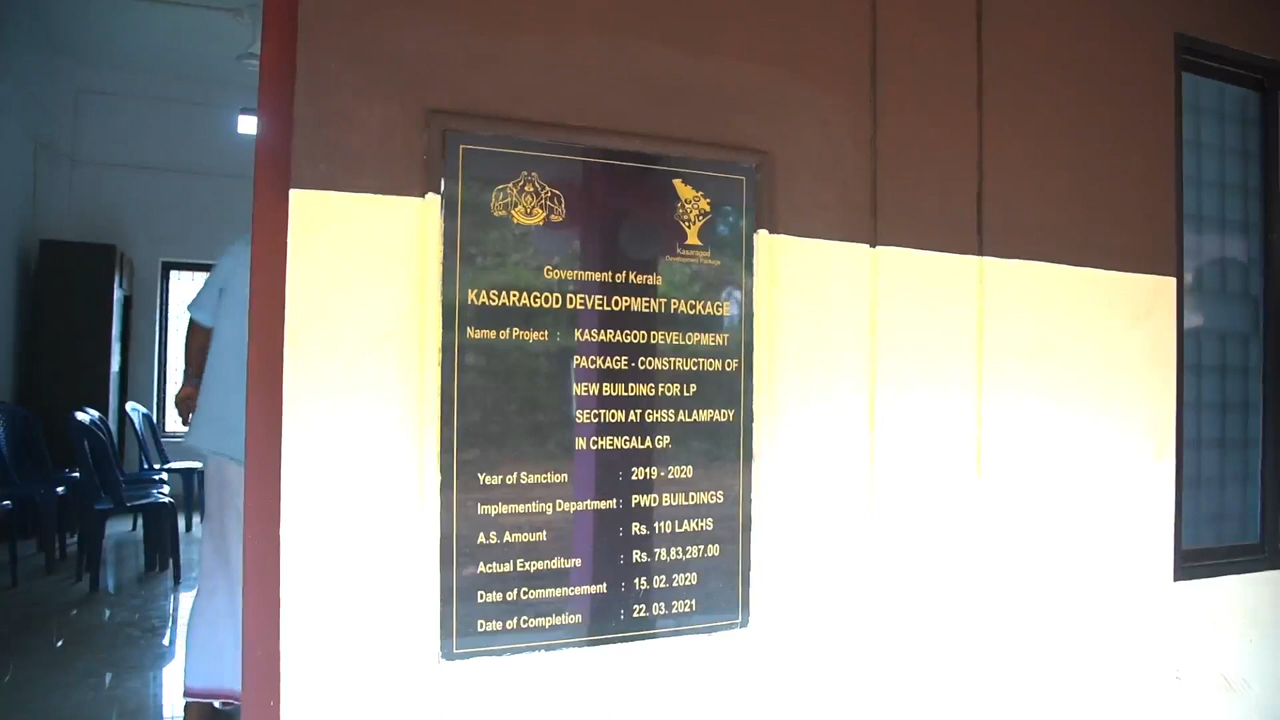 Kasaragod
Development Package
Government of Kerala
KASARAGOD DEVELOPMENT PACKAGE
Name of Project : KASARAGOD DEVELOPMENT
PACKAGE - CONSTRUCTION OF
NEW BUILDING FOR LP
SECTION AT GHSS ALAMPADY
IN CHENGALA GP.
Year of Sanction : 2019 - 2020
Implementing Department : PWD BUILDINGS
A.S. Amount : Rs. 110 LAKHS
Actual Expenditure : Rs. 78,83,287.00
Date of Commencement : 15. 02. 2020
Date of Completion : 22. 03. 2021